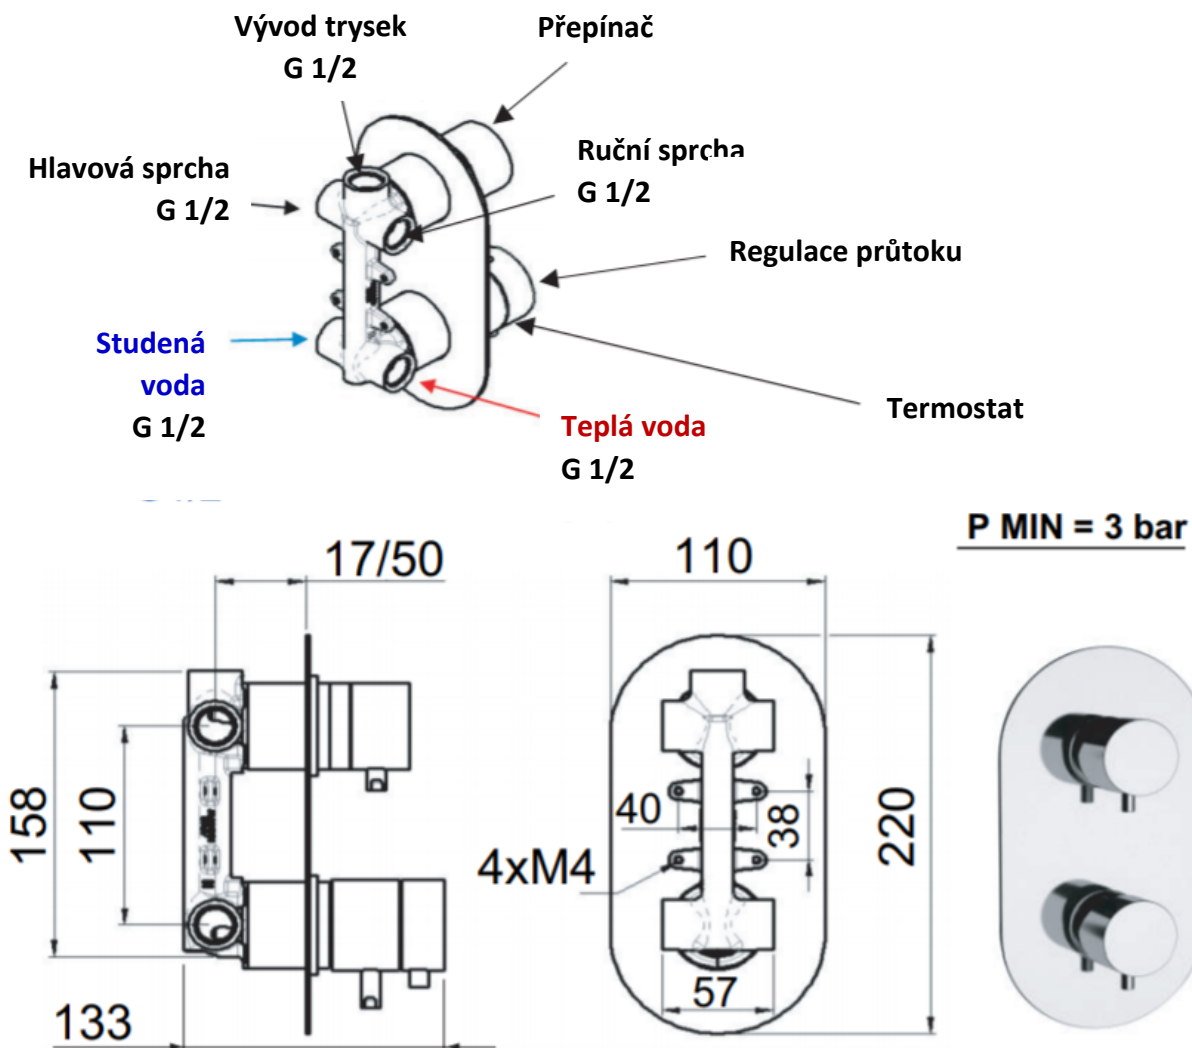 Vývod trysek
G 1/2
Přepínač
Hlavová sprcha
G 1/2
Ruční sprcha
G 1/2
Regulace průtoku
Studená
voda
G 1/2
Teplá voda
G 1/2
Termostat
P MIN = 3 bar
17/50
110
158
110
133
40
38
4xM4
57
220